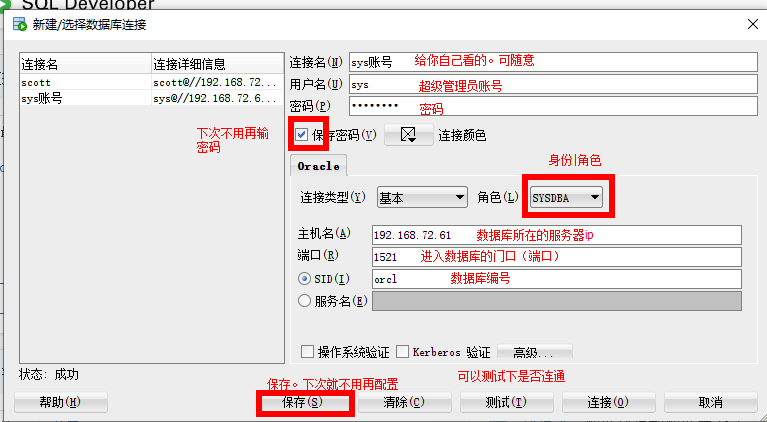 SQL Developer
新建/选择数据库连接
连接名 连接详细信息
scott scott@//192.168.72...
sys账号 sys@//192.168.72.6...
连接名(N) sys账号 给你自己看的。可随意
用户名(U) sys 超级管理员账号
密码(P) •••••••• 密码
下次不用再输
密码
保存密码(V) 连接颜色
Oracle
身份|角色
连接类型(Y) 基本 角色(L) SYSDBA
主机名(A) 192.168.72.61 数据库所在的服务器ip
端口(R) 1521 进入数据库的门口（端口）
SID(I) orcl 数据库编号
服务名(E)
操作系统验证 Kerberos 验证 高级...
状态: 成功
保存。下次就不用再配置
可以测试下是否连通
帮助(H) 保存(S) 清除(C) 测试(T) 连接(O) 取消